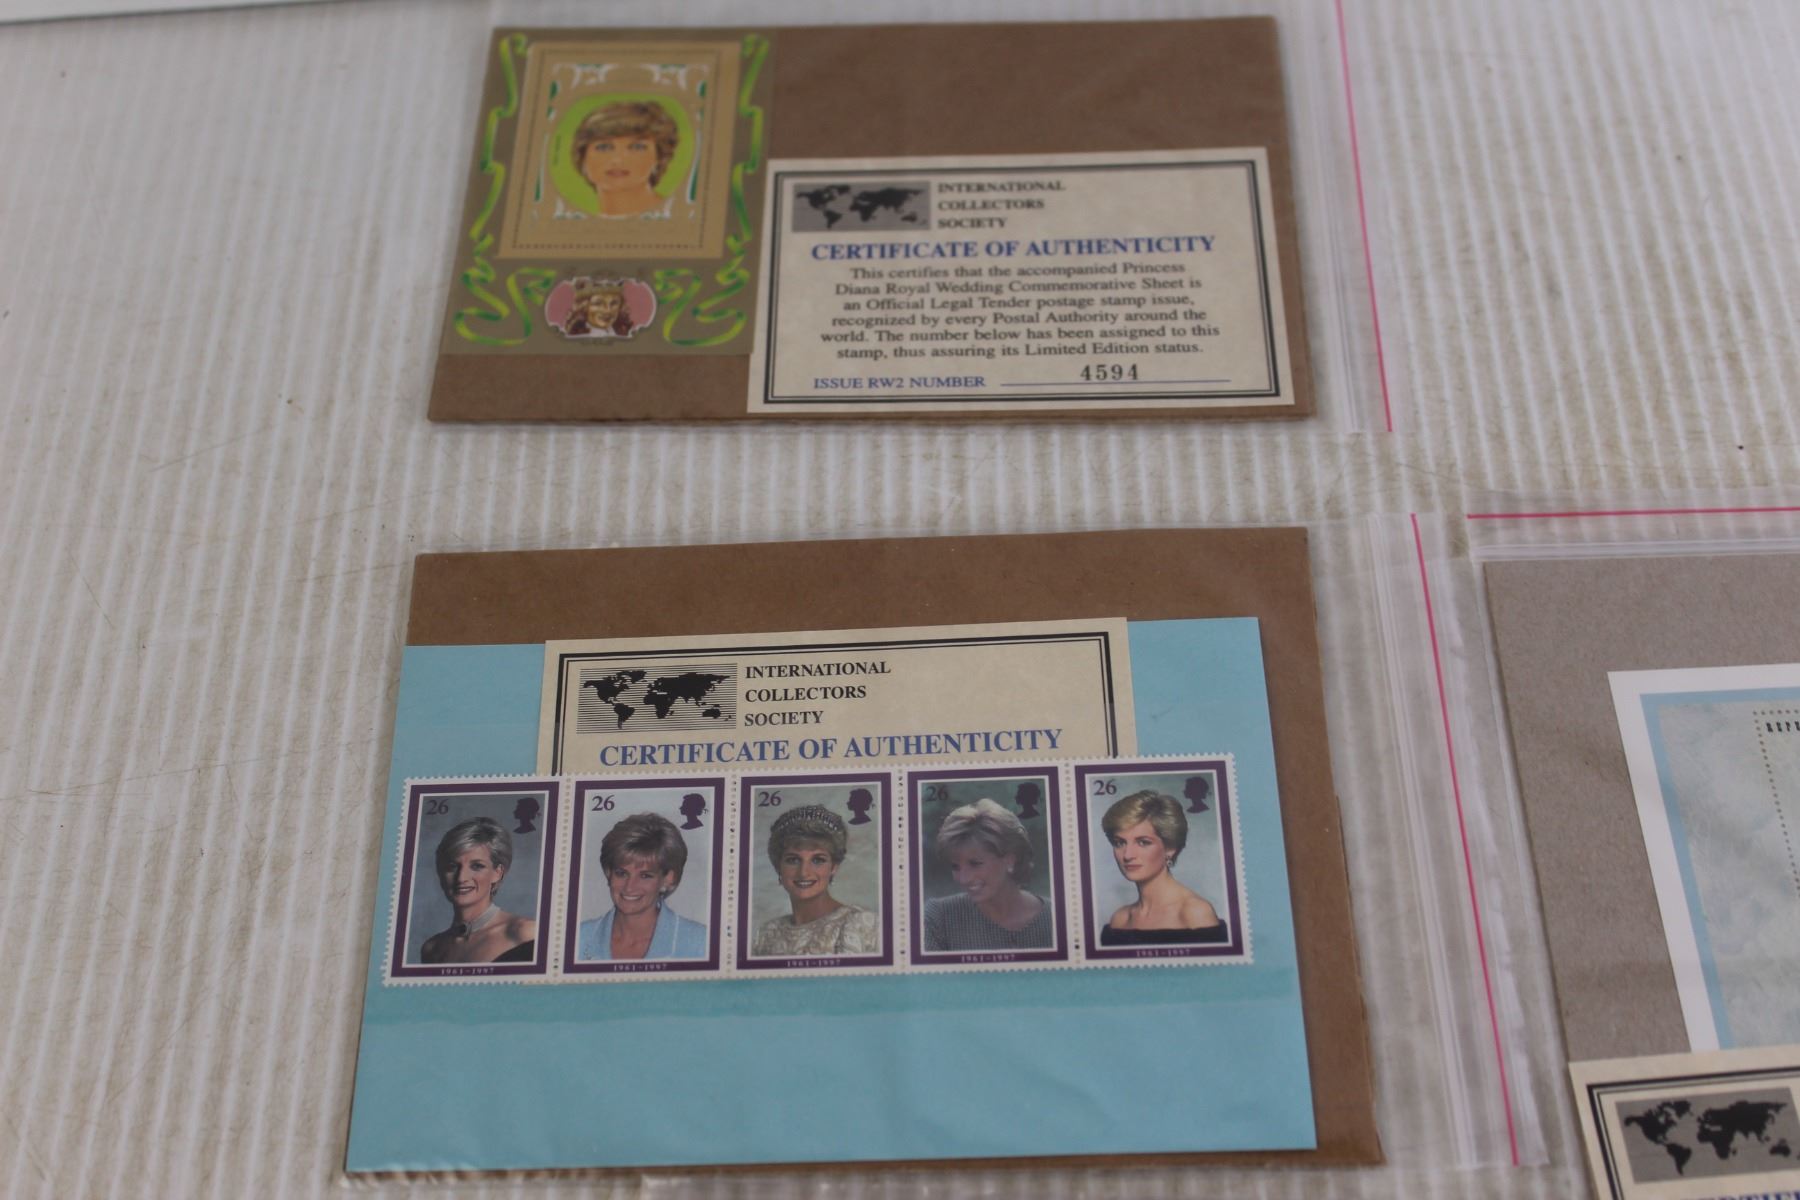 INTERNATIONAL
COLLECTORS
SOCIETY
CERTIFICATE OF AUTHENTICITY
This certifies that the accompanied Princess
Diana Royal Wedding Commemorative Sheet is
an Official Legal Tender postage stamp issue,
recognized by every Postal Authority around the
world. The number below has been assigned to this
stamp, thus assuring its Limited Edition status.
ISSUE RW2 NUMBER 4594
INTERNATIONAL
COLLECTORS
SOCIETY
CERTIFICATE OF AUTHENTICITY
26 26 26 26 26
1961-1997 1961-1997 1961-1997 1961-1997 1961-1997